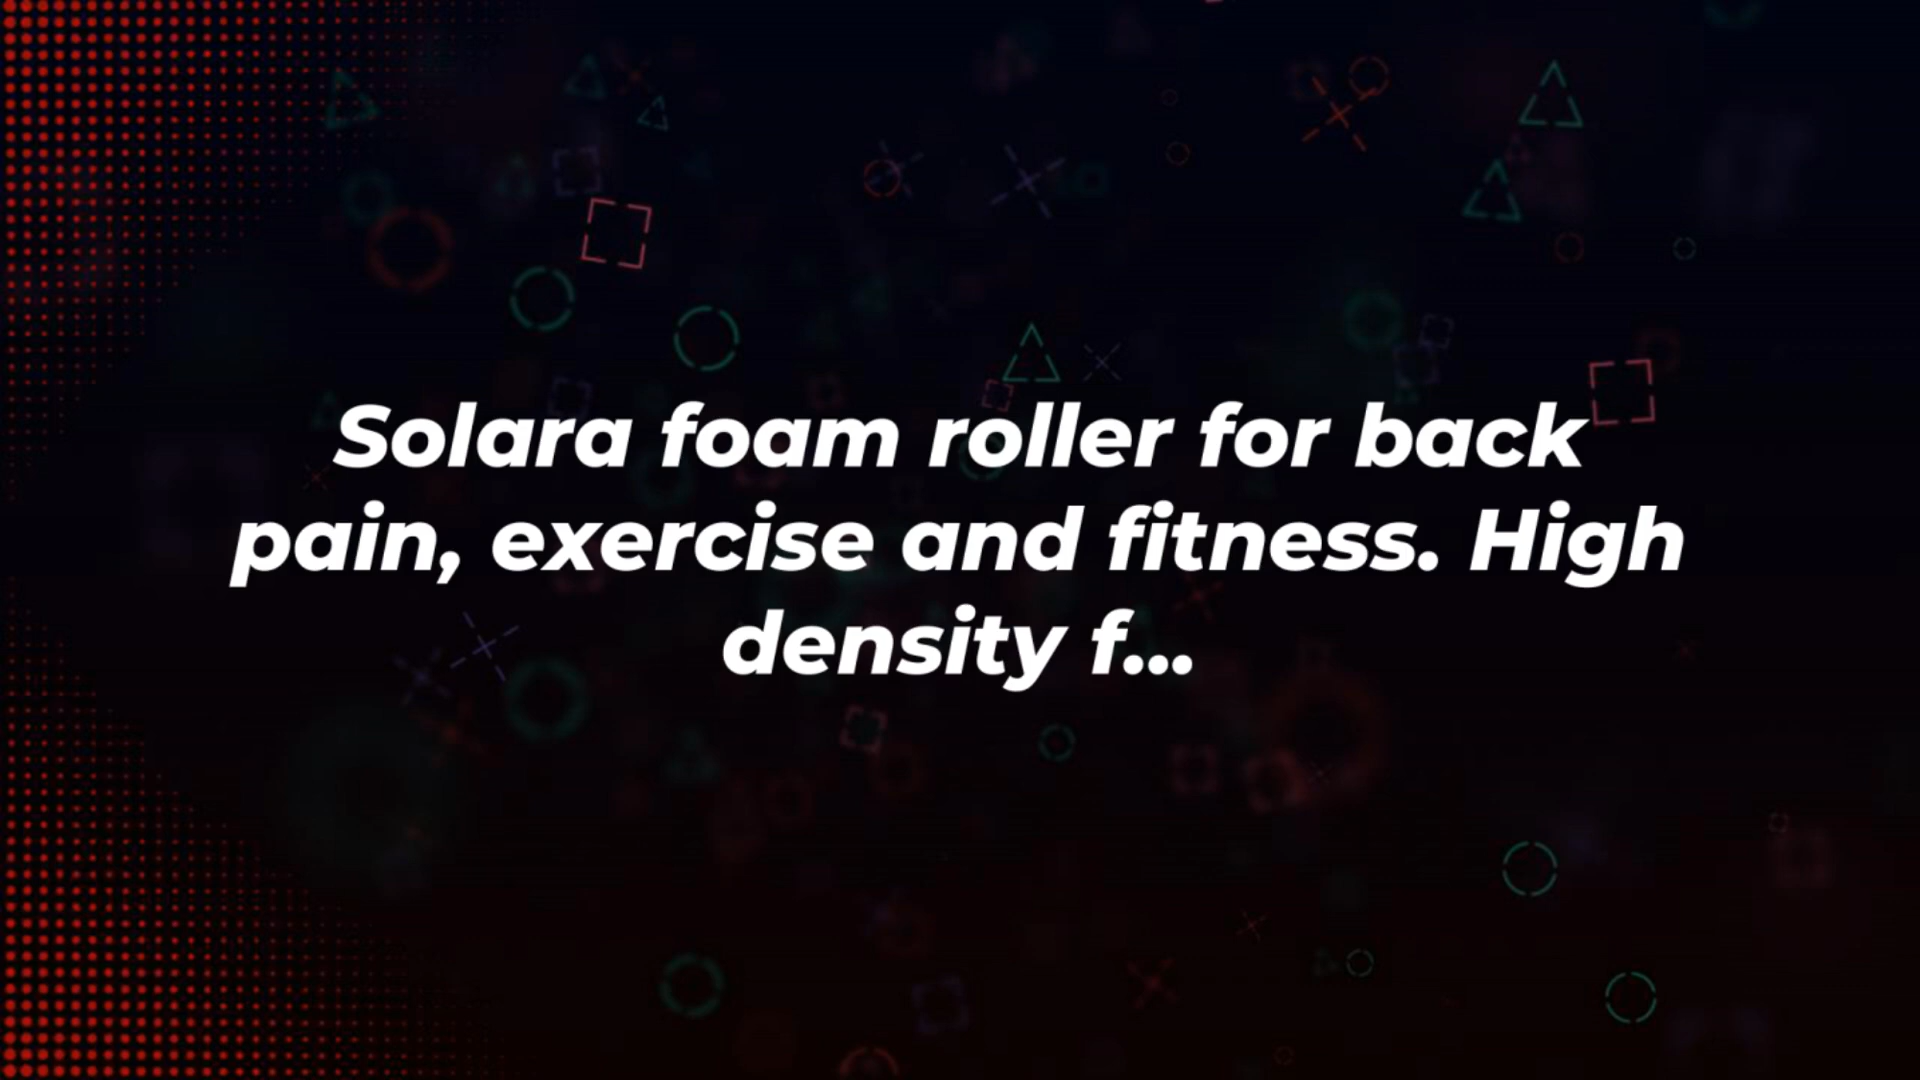 Solara foam roller for back
pain, exercise and fitness. High
density f...